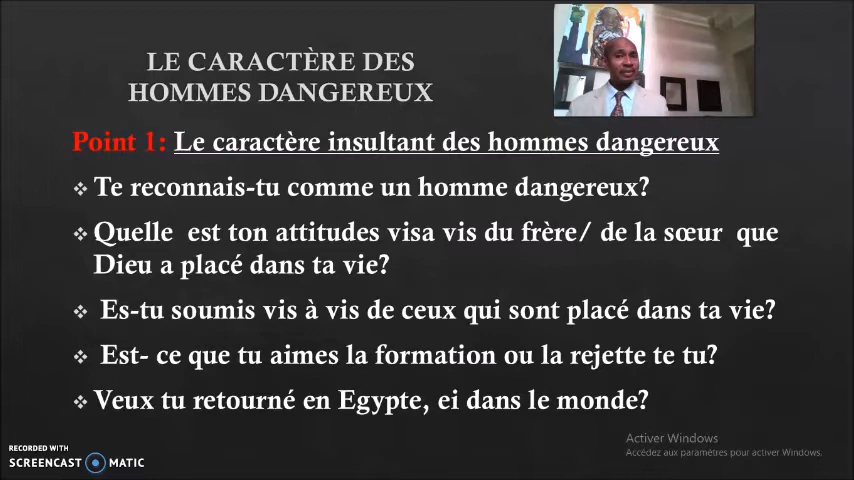 LE CARACTÈRE DES
HOMMES DANGEREUX
Point 1: Le caractère insultant des hommes dangereux
❖ Te reconnais-tu comme un homme dangereux?
❖ Quelle est ton attitudes visa vis du frère/ de la sœur que
Dieu a placé dans ta vie?
❖ Es-tu soumis vis à vis de ceux qui sont placé dans ta vie?
❖ Est- ce que tu aimes la formation ou la rejette te tu?
❖ Veux tu retourné en Egypte, ei dans le monde?
Activer Windows
Accédez aux paramètres pour activer Windows.
RECORDED WITH
SCREENCAST MATIC